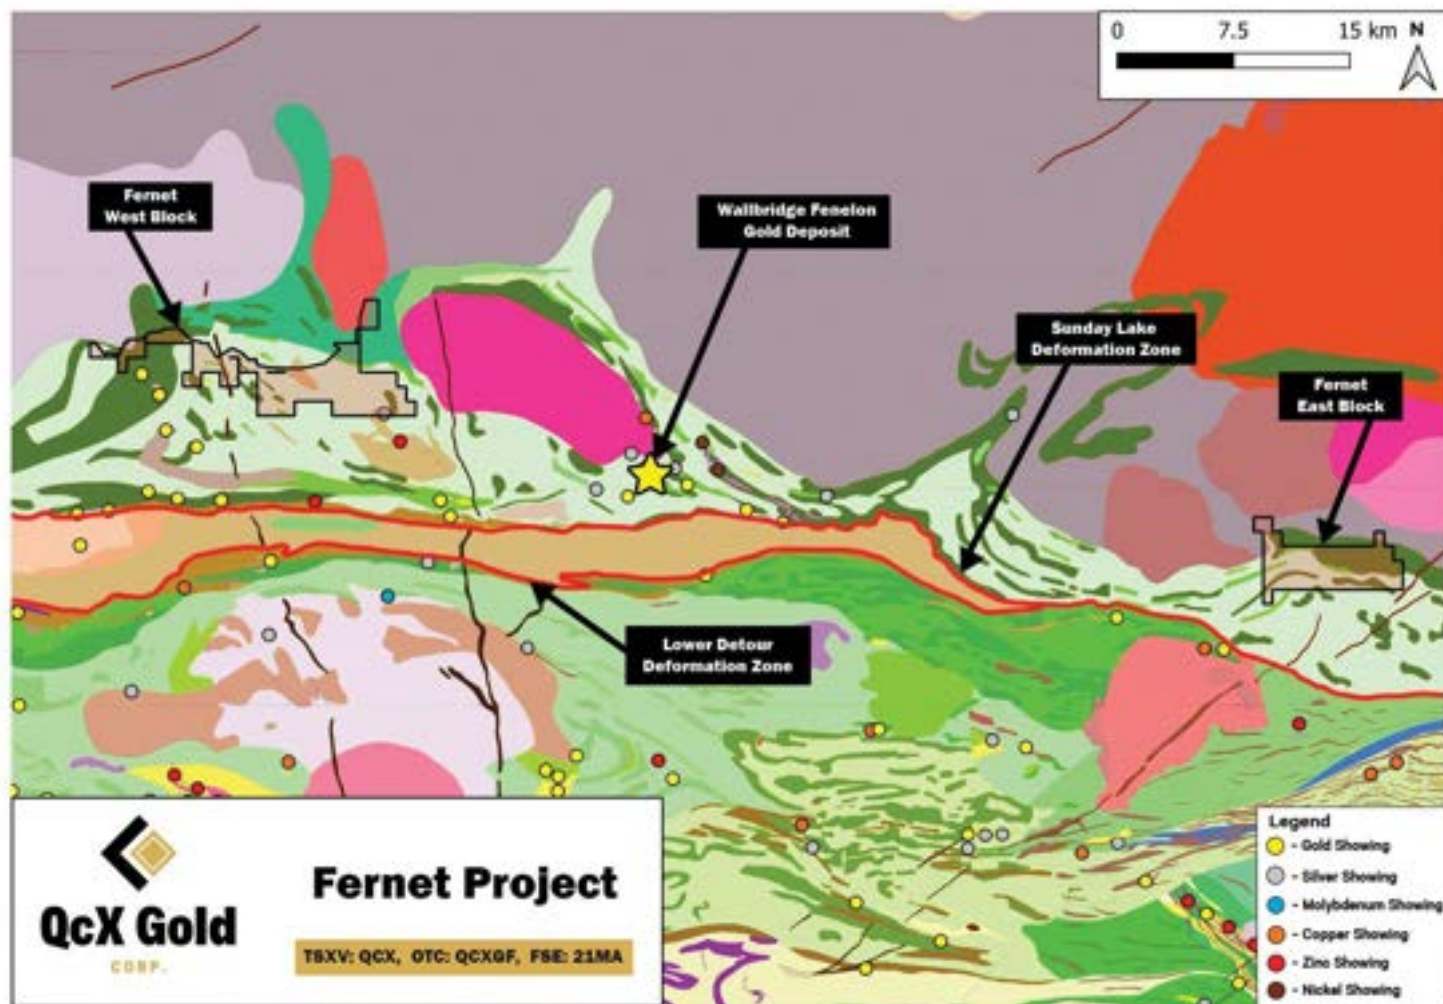 0 7.5 15 km N
Fernet
West Block
Wallbridge Fenelon
Gold Deposit
Sunday Lake
Deformation Zone
Fernet
East Block
Lower Detour
Deformation Zone
QcX Gold
CORP.
Fernet Project
TSXV: QCX, OTC: QCXGF, FSE: 21MA
Legend
- Gold Showing
- Silver Showing
- Molybdenum Showing
- Copper Showing
- Zinc Showing
- Nickel Showing